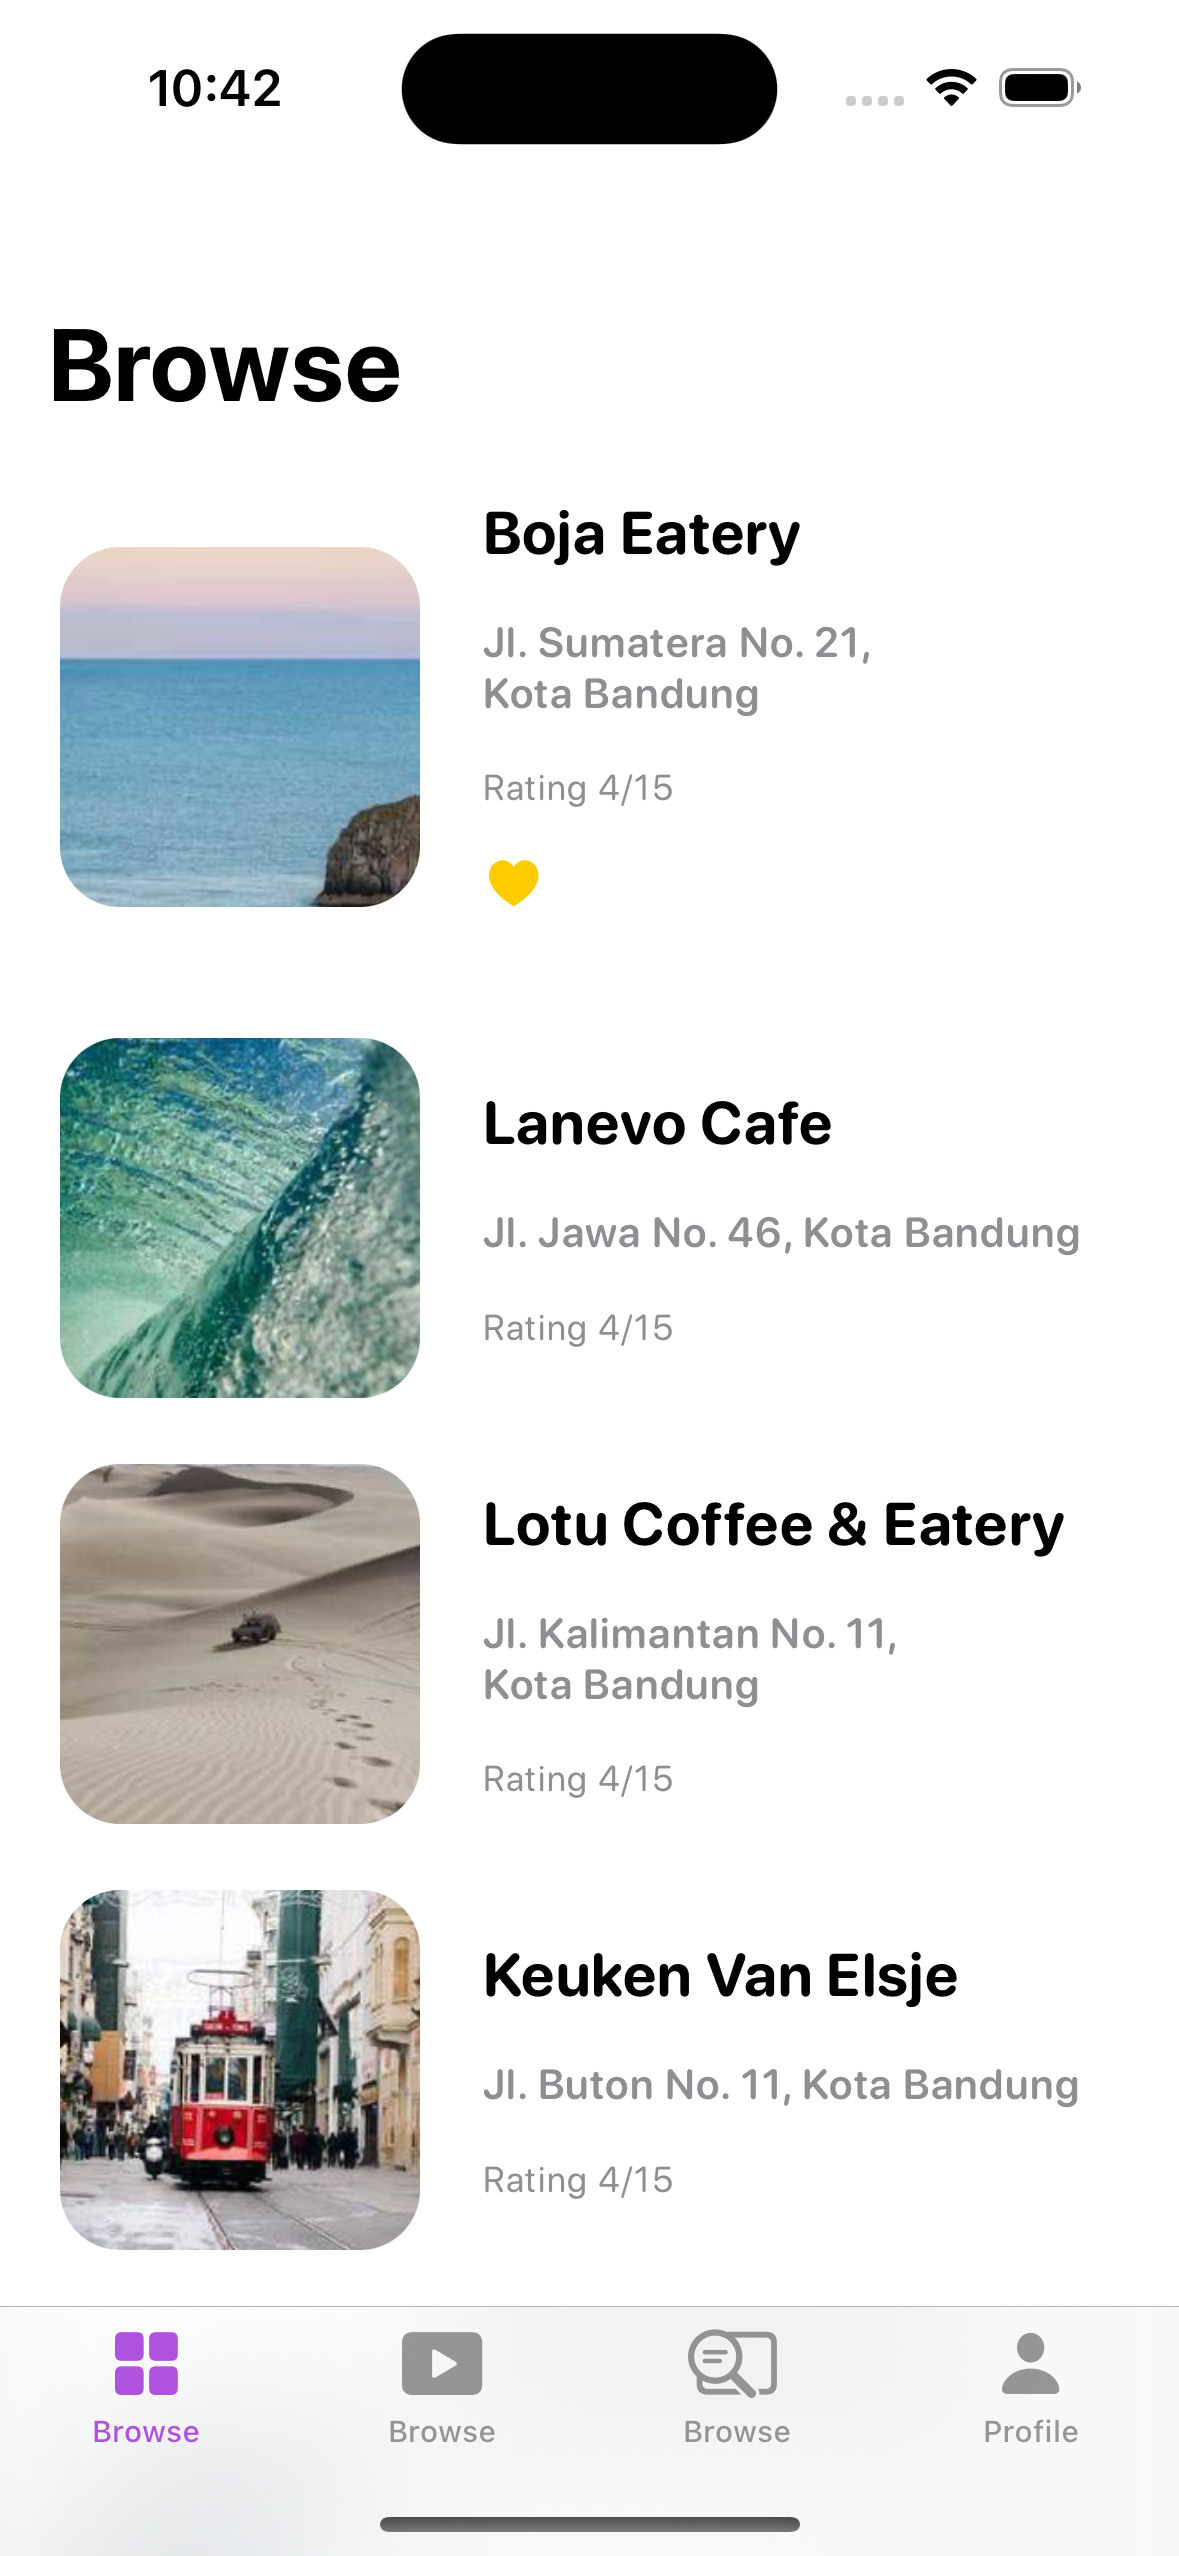 10:42
Browse
Boja Eatery
Jl. Sumatera No. 21,
Kota Bandung
Rating 4/15
Lanevo Cafe
Jl. Jawa No. 46, Kota Bandung
Rating 4/15
Lotu Coffee & Eatery
Jl. Kalimantan No. 11,
Kota Bandung
Rating 4/15
Keuken Van Elsje
Jl. Buton No. 11, Kota Bandung
Rating 4/15
Browse
Browse
Browse
Profile